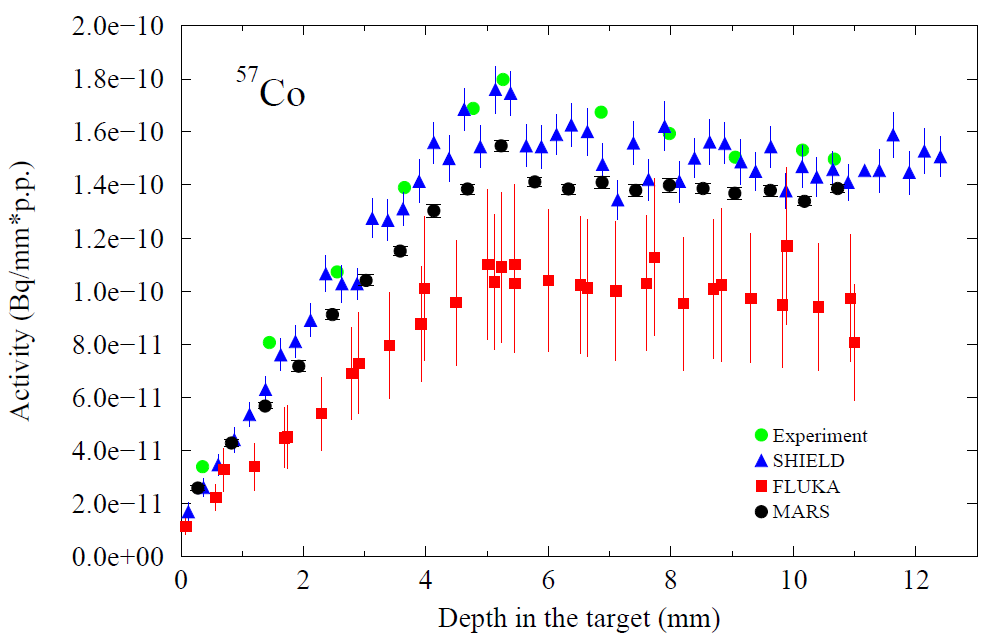 2.0e−10
1.8e−10
1.6e−10
1.4e−10
1.2e−10
1.0e−10
8.0e−11
6.0e−11
4.0e−11
2.0e−11
0.0e+00
Activity (Bq/mm*p.p.)
57Co
Experiment
SHIELD
FLUKA
MARS
0 2 4 6 8 10 12
Depth in the target (mm)